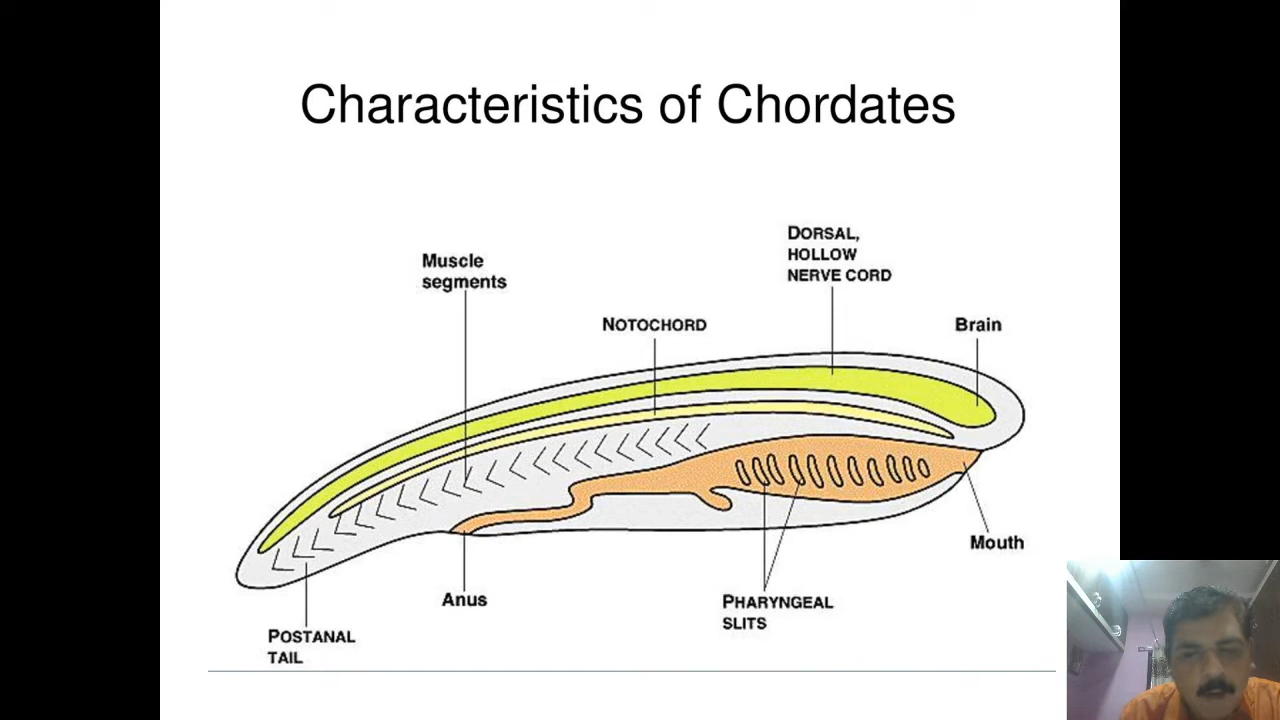 Characteristics of Chordates
DORSAL,
HOLLOW
NERVE CORD
Muscle
segments
NOTOCHORD
Brain
Mouth
Anus
PHARYNGEAL
SLITS
POSTANAL
TAIL